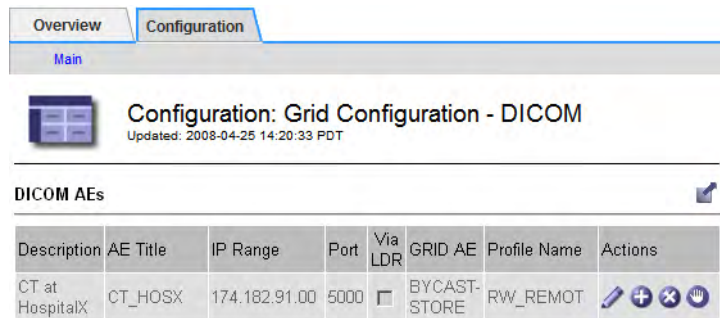 Overview Configuration
Main
Configuration: Grid Configuration - DICOM
Updated: 2008-04-25 14:20:33 PDT
DICOM AEs
Description AE Title IP Range Port Via LDR GRID AE Profile Name Actions
CT at HospitalX CT_HOSX 174.182.91.00 5000 BYCAST-STORE RW_REMOT